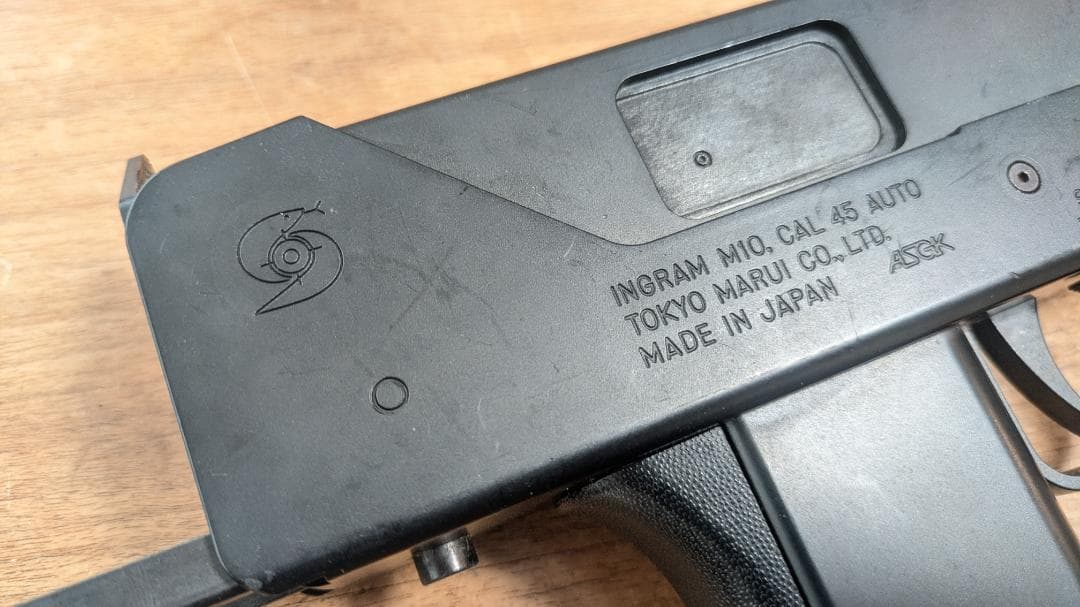 INGRAM M10, CAL 45 AUTO
TOKYO MARUI CO., LTD.
MADE IN JAPAN
ASGK